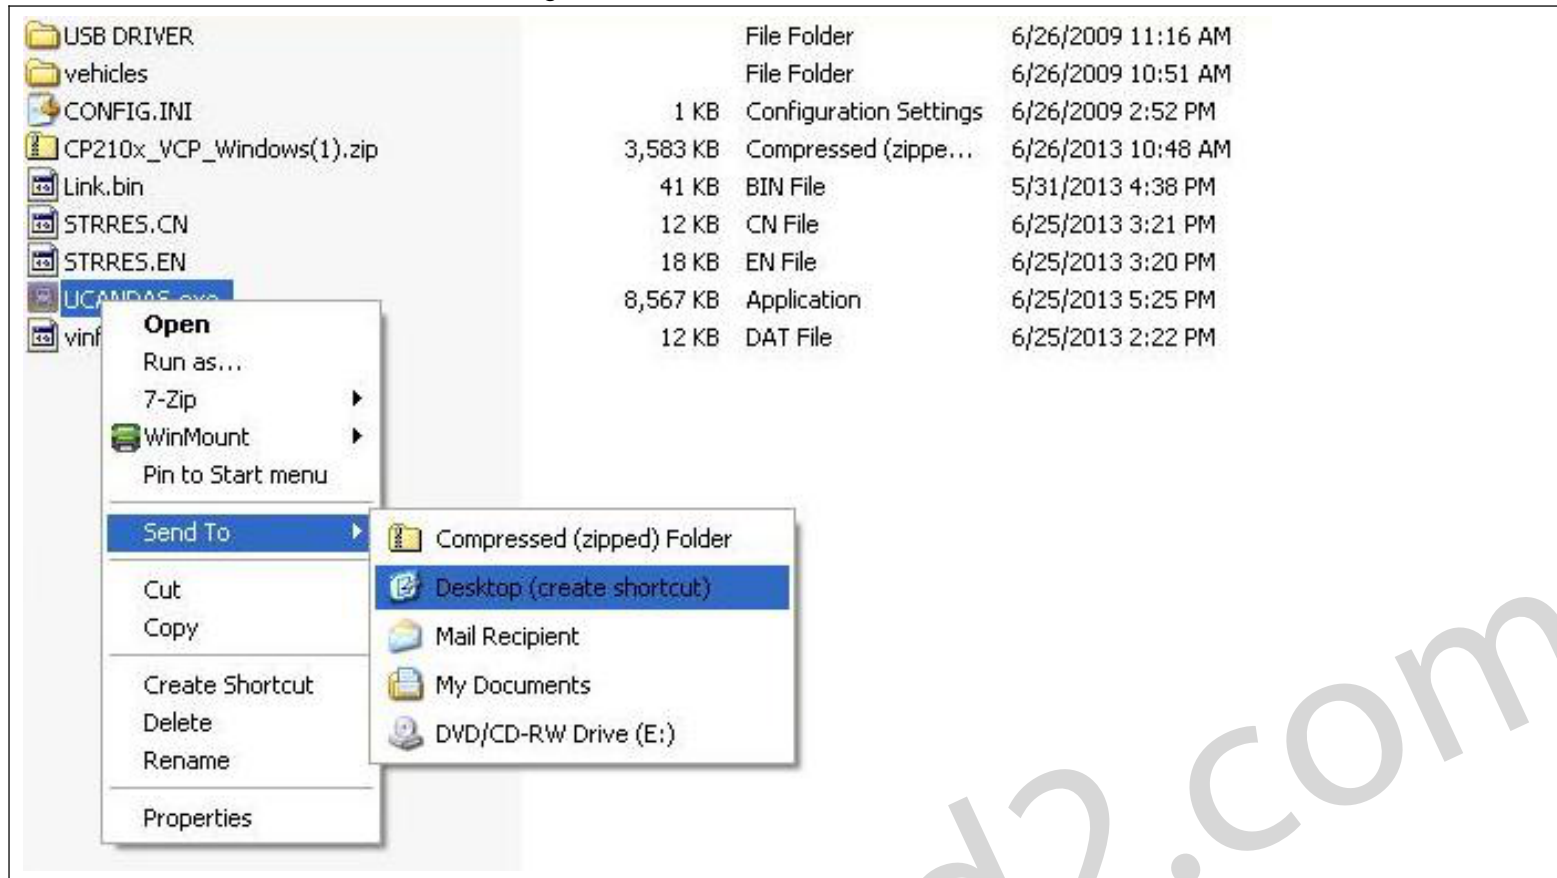 USB DRIVER File Folder 6/26/2009 11:16 AM
vehicles File Folder 6/26/2009 10:51 AM
CONFIG.INI 1 KB Configuration Settings 6/26/2009 2:52 PM
CP210x_VCP_Windows(1).zip 3,583 KB Compressed (zippe... 6/26/2013 10:48 AM
Link.bin 41 KB BIN File 5/31/2013 4:38 PM
STRRES.CN 12 KB CN File 6/25/2013 3:21 PM
STRRES.EN 18 KB EN File 6/25/2013 3:20 PM
UCANDAS.exe 8,567 KB Application 6/25/2013 5:25 PM
vinf 12 KB DAT File 6/25/2013 2:22 PM
Open
Run as...
7-Zip
WinMount
Pin to Start menu
Send To
Cut
Copy
Create Shortcut
Delete
Rename
Properties
Compressed (zipped) Folder
Desktop (create shortcut)
Mail Recipient
My Documents
DVD/CD-RW Drive (E:)
d2.com